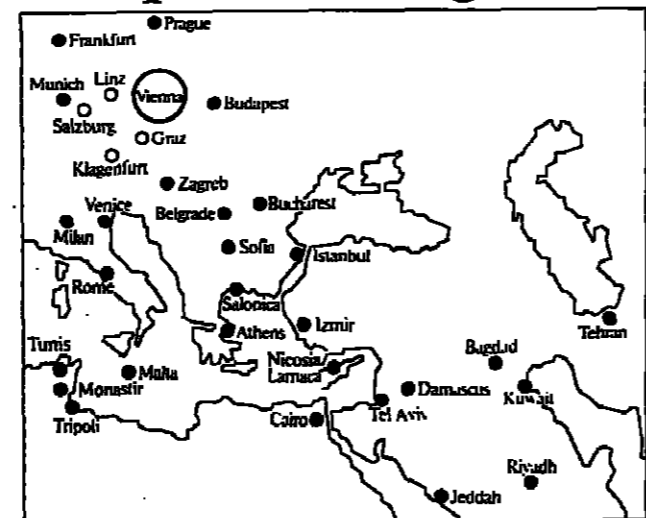 Prague
Frankfurt
Linz
Munich
Vienna
Budapest
Salzburg
Graz
Klagenfurt
Zagreb
Bucharest
Belgrade
Venice
Milan
Sofia
Istanbul
Rome
Salonica
Izmir
Tehran
Athens
Tunis
Bagdad
Nicosia
Larnaca
Malta
Monastir
Damascus
Kuwait
Tel Aviv
Tripoli
Cairo
Riyadh
Jeddah